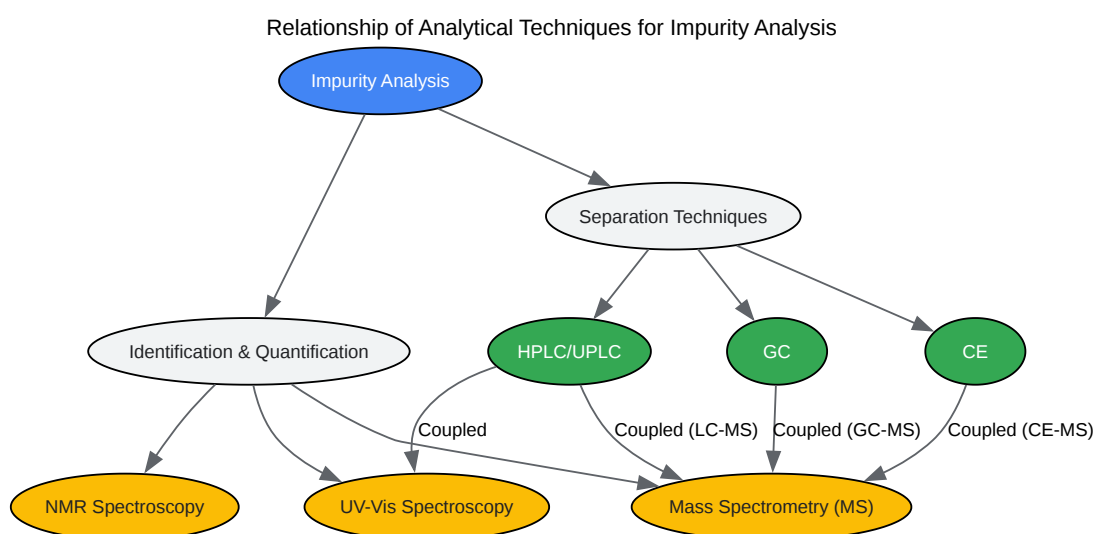 Relationship of Analytical Techniques for Impurity Analysis
Impurity Analysis
Separation Techniques
Identification & Quantification
HPLC/UPLC
GC
CE
Coupled
Coupled (LC-MS)
Coupled (GC-MS)
Coupled (CE-MS)
NMR Spectroscopy
UV-Vis Spectroscopy
Mass Spectrometry (MS)